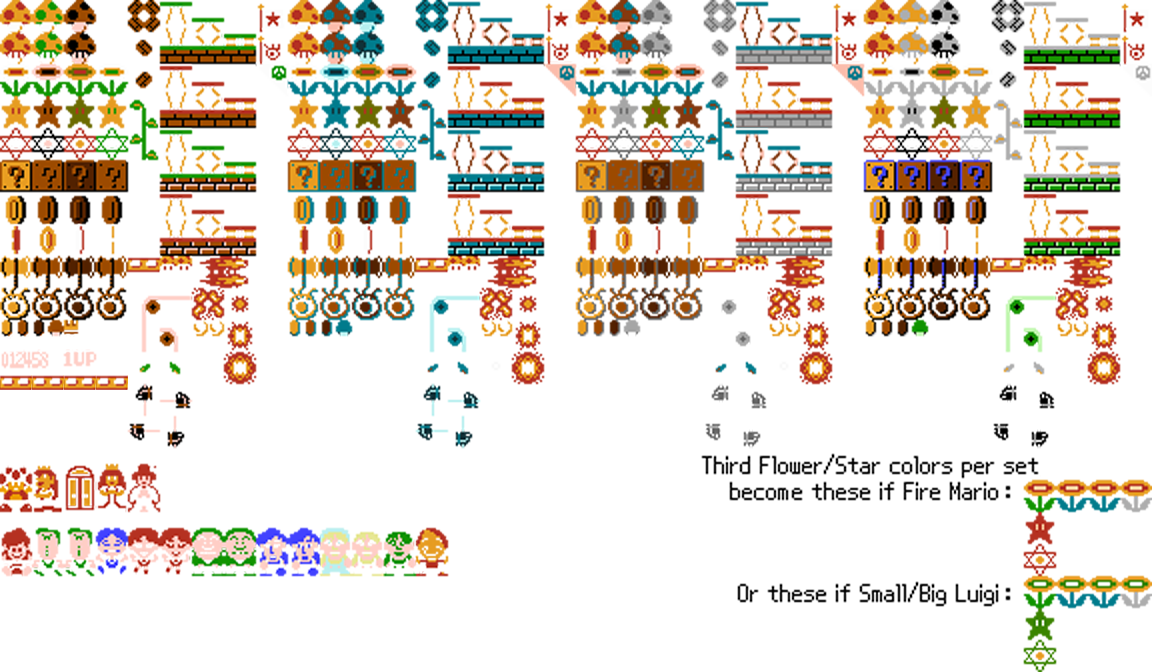 ? ? ? ? ? ? ? ? ? ? ? ? ? ? ? ?
012458 1UP
Third Flower/Star colors per set
become these if Fire Mario:
Or these if Small/Big Luigi: